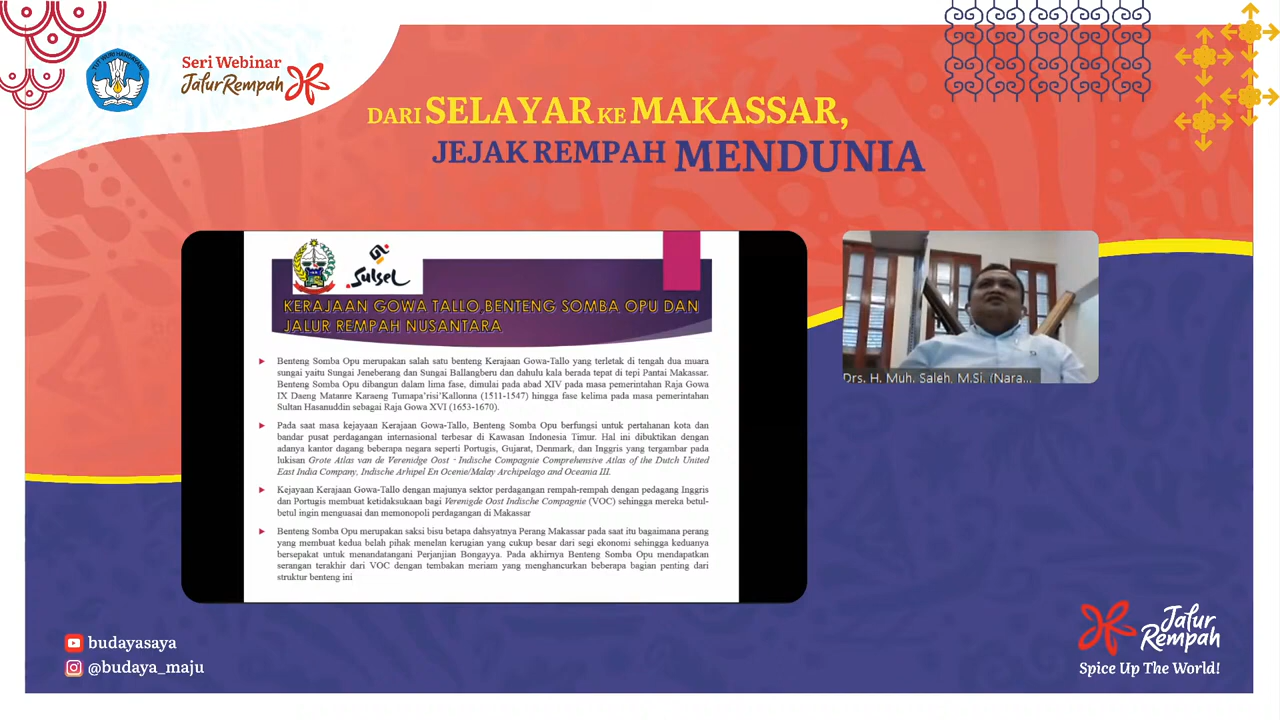 TUT WURI HANDAYANI
Seri Webinar
Jalur Rempah
DARI SELAYAR KE MAKASSAR,
JEJAK REMPAH MENDUNIA
Sulsel
KERAJAAN GOWA TALLO,BENTENG SOMBA OPU DAN
JALUR REMPAH NUSANTARA
Benteng Somba Opu merupakan salah satu benteng Kerajaan Gowa-Tallo yang terletak di tengah dua muara
sungai yaitu Sungai Jeneberang dan Sungai Ballangberu dan dahulu kala berada tepat di tepi Pantai Makassar.
Benteng Somba Opu dibangun dalam lima fase, dimulai pada abad XIV pada masa pemerintahan Raja Gowa
IX Daeng Matanre Karaeng Tumapa'risi'Kallonna (1511-1547) hingga fase kelima pada masa pemerintahan
Sultan Hasanuddin sebagai Raja Gowa XVI (1653-1670).
Pada saat masa kejayaan Kerajaan Gowa-Tallo, Benteng Somba Opu berfungsi untuk pertahanan kota dan
bandar pusat perdagangan internasional terbesar di Kawasan Indonesia Timur. Hal ini dibuktikan dengan
adanya kantor dagang beberapa negara seperti Portugis, Gujarat, Denmark, dan Inggris yang tergambar pada
lukisan Grote Atlas van de Verenidge Oost - Indische Compagnie Comprehensive Atlas of the Dutch United
East India Company, Indische Arhipel En Ocenie/Malay Archipelago and Oceania III.
Kejayaan Kerajaan Gowa-Tallo dengan majunya sektor perdagangan rempah-rempah dengan pedagang Inggris
dan Portugis membuat ketidaksukaan bagi Verenigde Oost Indische Compagnie (VOC) sehingga mereka betul-
betul ingin menguasai dan memonopoli perdagangan di Makassar
Benteng Somba Opu merupakan saksi bisu betapa dahsyatnya Perang Makassar pada saat itu bagaimana perang
yang membuat kedua belah pihak menelan kerugian yang cukup besar dari segi ekonomi sehingga keduanya
bersepakat untuk menandatangani Perjanjian Bongayya. Pada akhirnya Benteng Somba Opu mendapatkan
serangan terakhir dari VOC dengan tembakan meriam yang menghancurkan beberapa bagian penting dari
struktur benteng ini
Drs. H. Muh. Saleh, M.Si. (Nara...
budayasaya
@budaya_maju
Jalur
Rempah
Spice Up The World!